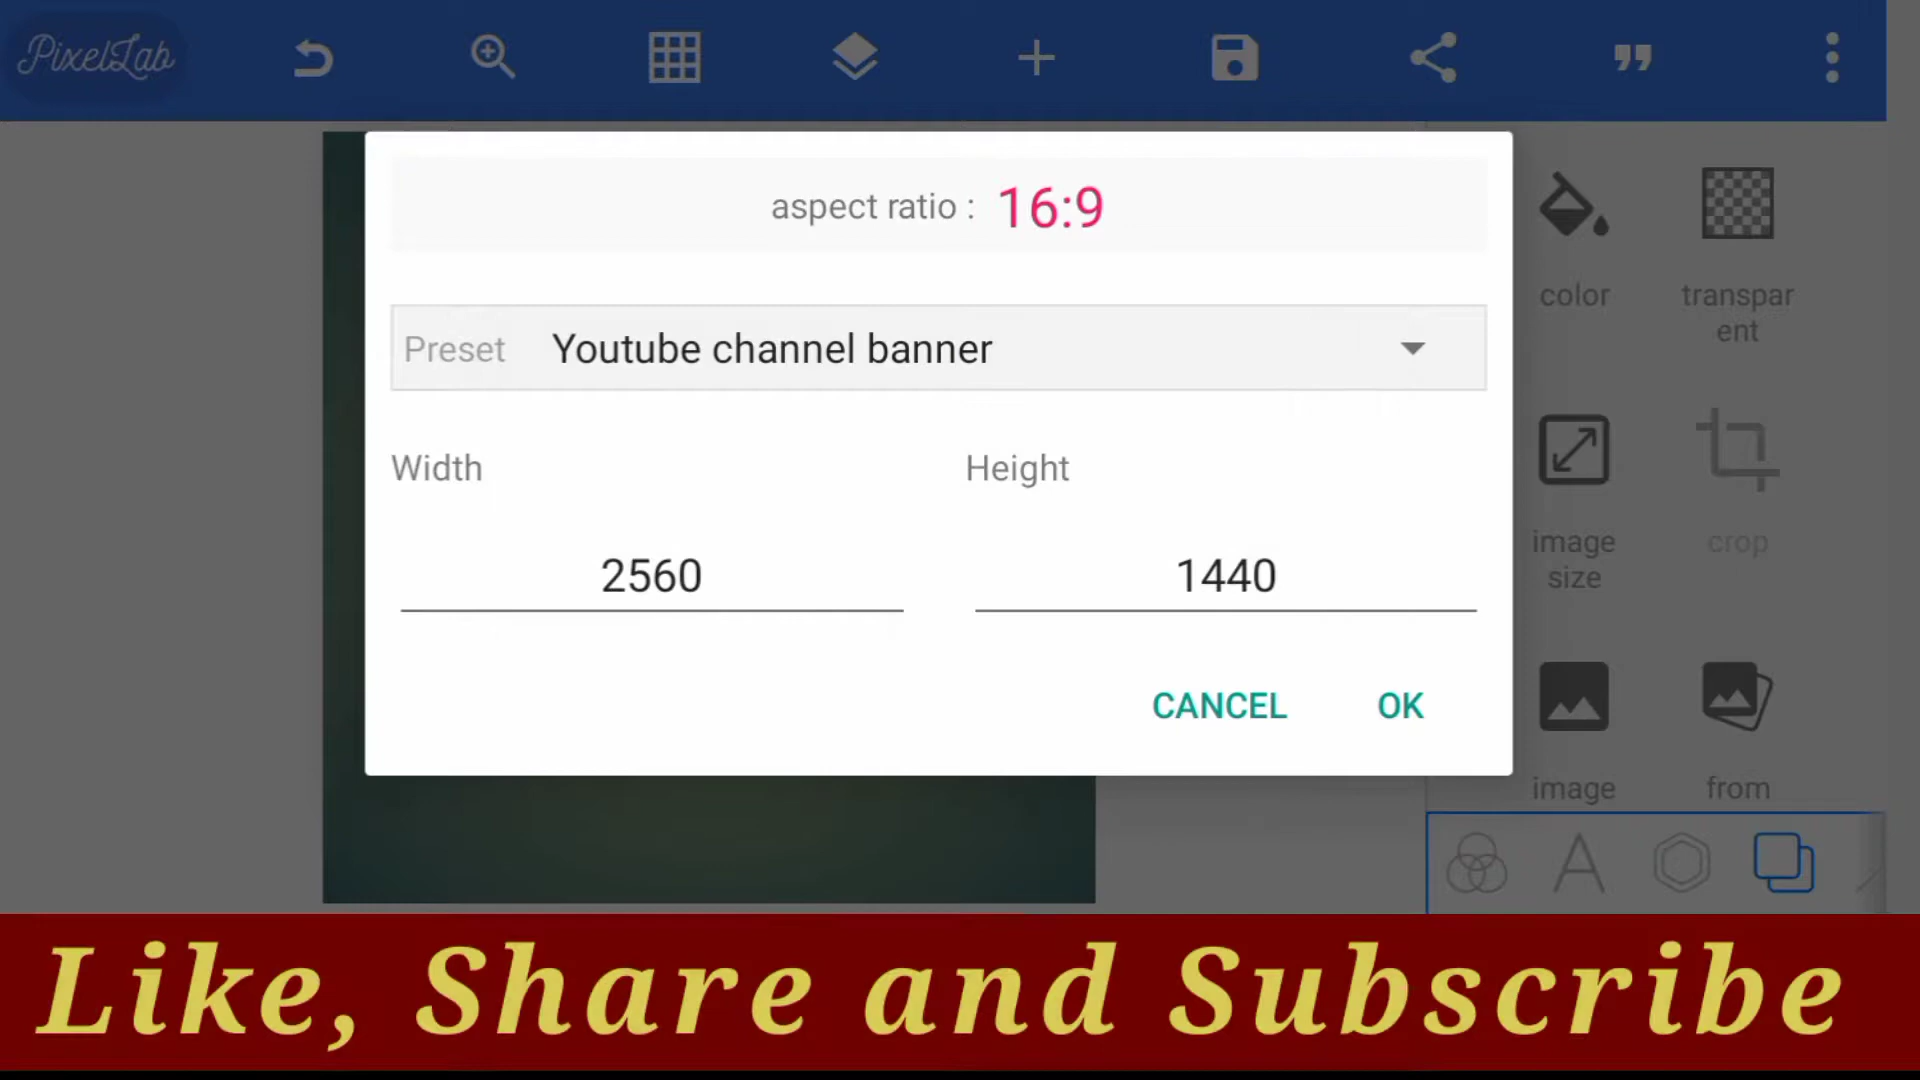 PixelLab
aspect ratio : 16:9
Preset Youtube channel banner
Width Height
2560 1440
CANCEL OK
color transpar
ent
image crop
size
image from
Like, Share and Subscribe